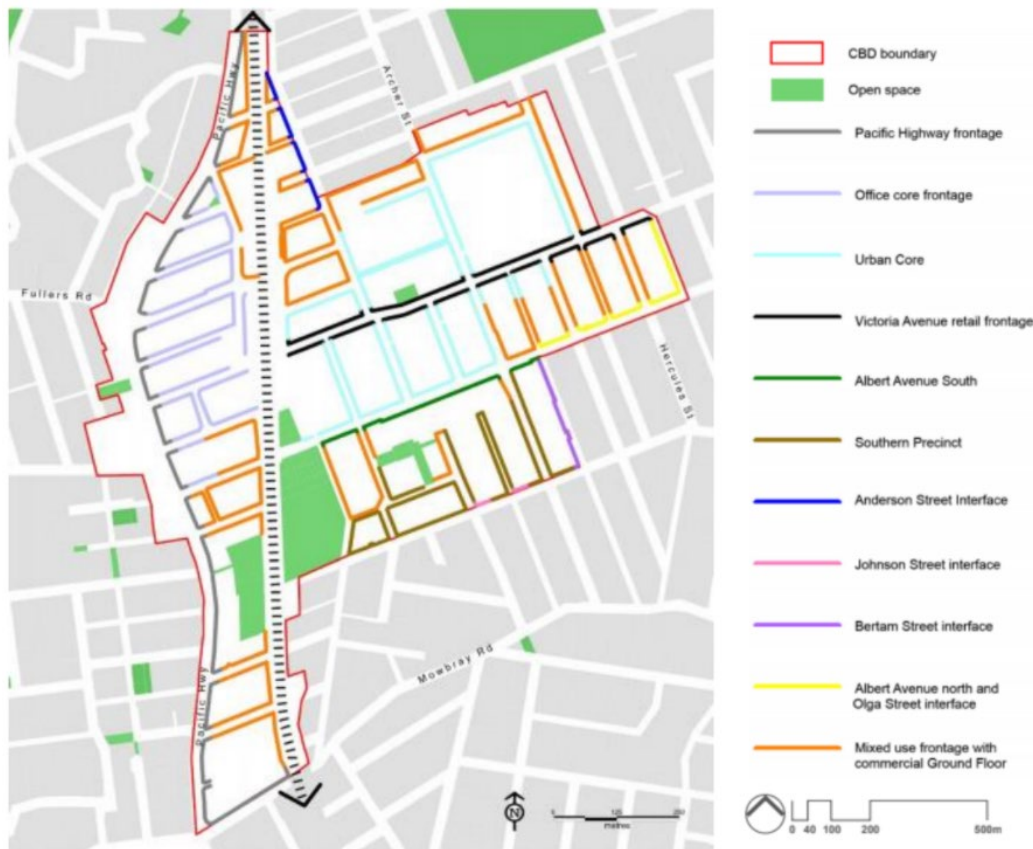 Pacific Hwy
Archer St
Fullers Rd
Hercules St
Mowbray Rd
Pacific Hwy
N
0 125 250
metres
CBD boundary
Open space
Pacific Highway frontage
Office core frontage
Urban Core
Victoria Avenue retail frontage
Albert Avenue South
Southern Precinct
Anderson Street Interface
Johnson Street interface
Bertam Street interface
Albert Avenue north and
Olga Street interface
Mixed use frontage with
commercial Ground Floor
0 40 100 200 500m